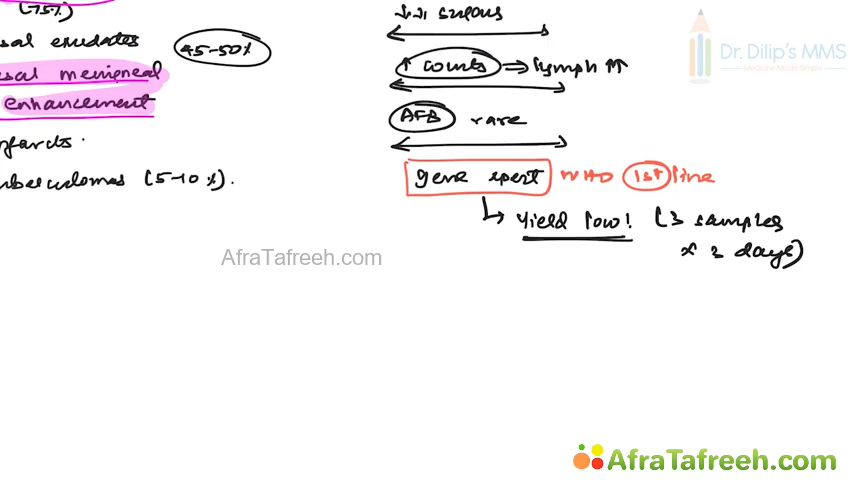 (75%)
sal exudates 45-50%
sal meningeal
enhancement
nfarcts.
uberculomas (5-10%).
↓↓↓ sugars
↑ counts ⇒ lymph ↑↑
AFB rare
gene xpert WHO 1st line
↳ yield low! (3 samples
x 3 days)
Dr. Dilip's MMS
Medicine Made Simple
AfraTafreeh.com
AfraTafreeh.com